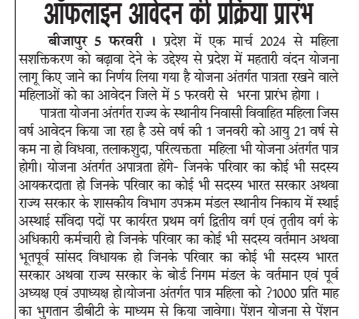 ऑफलाइन आवेदन की प्रक्रिया प्रारंभ
बीजापुर 5 फरवरी । प्रदेश में एक मार्च 2024 से महिला
सशक्तिकरण को बढ़ावा देने के उद्देश्य से प्रदेश में महतारी वंदन योजना
लागू किए जाने का निर्णय लिया गया है योजना अंतर्गत पात्रता रखने वाले
महिलाओं को का आवेदन जिले में 5 फरवरी से भरना प्रारंभ होगा ।
पात्रता योजना अंतर्गत राज्य के स्थानीय निवासी विवाहित महिला जिस
वर्ष आवेदन किया जा रहा है उसे वर्ष की 1 जनवरी को आयु 21 वर्ष से
कम ना हो विधवा, तलाकशुदा, परित्यक्ता महिला भी योजना अंतर्गत पात्र
होगी। योजना अंतर्गत अपात्रता होंगे- जिनके परिवार का कोई भी सदस्य
आयकरदाता हो जिनके परिवार का कोई भी सदस्य भारत सरकार अथवा
राज्य सरकार के शासकीय विभाग उपक्रम मंडल स्थानीय निकाय में स्थाई
अस्थाई संविदा पदों पर कार्यरत प्रथम वर्ग द्वितीय वर्ग एवं तृतीय वर्ग के
अधिकारी कर्मचारी हो जिनके परिवार का कोई भी सदस्य वर्तमान अथवा
भूतपूर्व सांसद विधायक हो जिनके परिवार का कोई भी सदस्य भारत
सरकार अथवा राज्य सरकार के बोर्ड निगम मंडल के वर्तमान एवं पूर्व
अध्यक्ष एवं उपाध्यक्ष हो।योजना अंतर्गत पात्र महिला को ?1000 प्रति माह
का भुगतान डीबीटी के माध्यम से किया जावेगा। पेंशन योजना से पेंशन